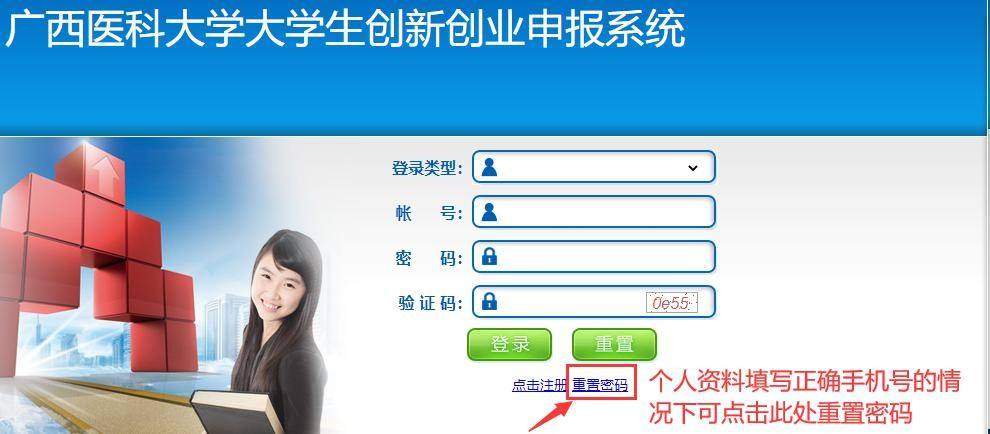 广西医科大学大学生创新创业申报系统
登录类型：
帐 号：
密 码：
验 证 码：
0e55
登录 重置
点击注册 重置密码
个人资料填写正确手机号的情
况下可点击此处重置密码